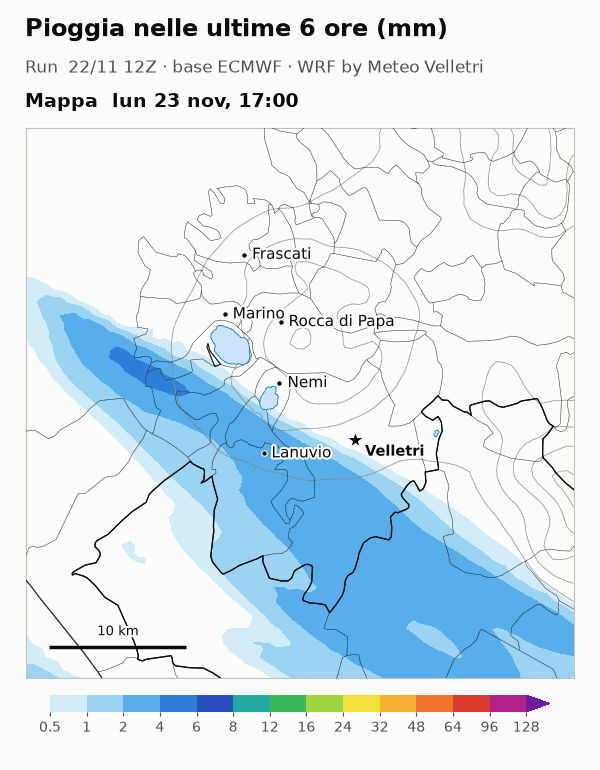 Pioggia nelle ultime 6 ore (mm)
Run  22/11 12Z · base ECMWF · WRF by Meteo Velletri
Mappa  lun 23 nov, 17:00
Frascati
Marino
Rocca di Papa
Nemi
Velletri
Lanuvio
10 km
0.5 1 2 4 6 8 12 16 24 32 48 64 96 128